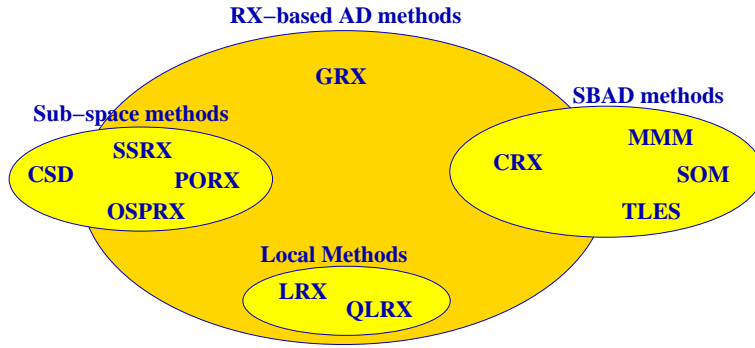 RX−based AD methods
GRX
Sub−space methods
SBAD methods
SSRX
MMM
CSD
PORX
CRX
SOM
OSPRX
TLES
Local Methods
LRX
QLRX